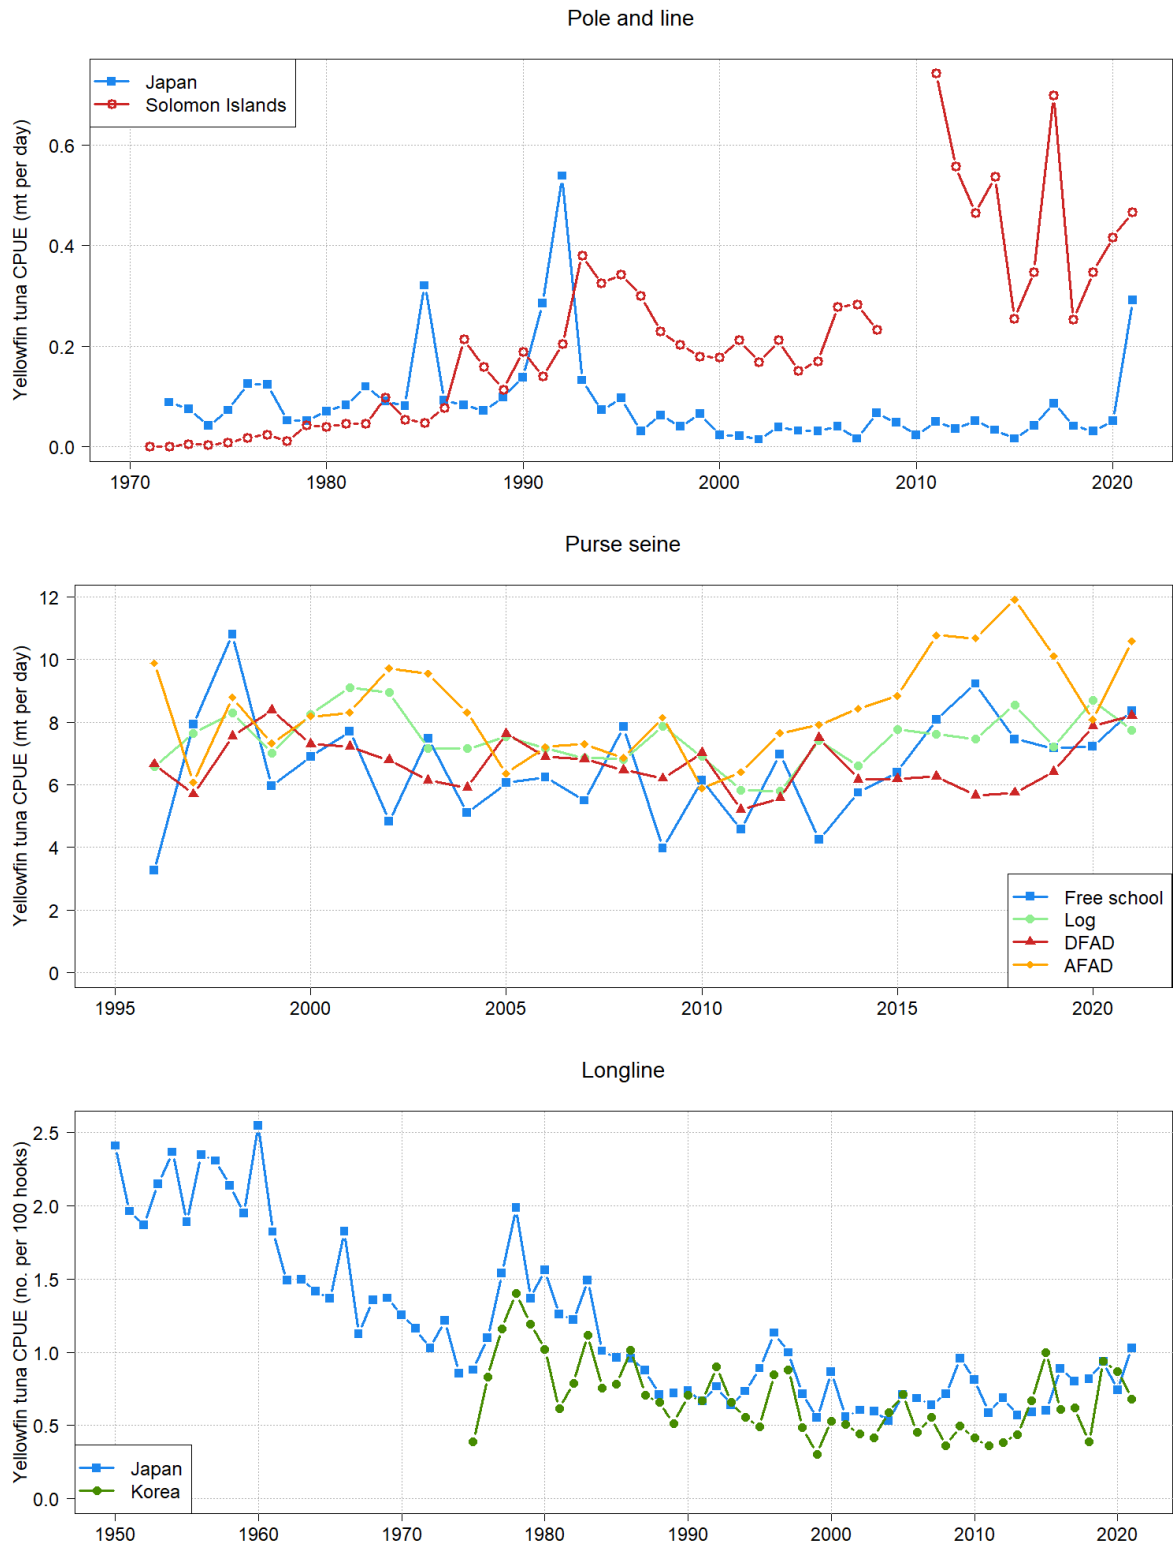 Pole and line
Yellowfin tuna CPUE (mt per day)
Japan
Solomon Islands
0.6
0.4
0.2
0.0
1970 1980 1990 2000 2010 2020
Purse seine
Yellowfin tuna CPUE (mt per day)
12
10
8
6
4
2
0
Free school
Log
DFAD
AFAD
1995 2000 2005 2010 2015 2020
Longline
Yellowfin tuna CPUE (no. per 100 hooks)
2.5
2.0
1.5
1.0
0.5
0.0
Japan
Korea
1950 1960 1970 1980 1990 2000 2010 2020